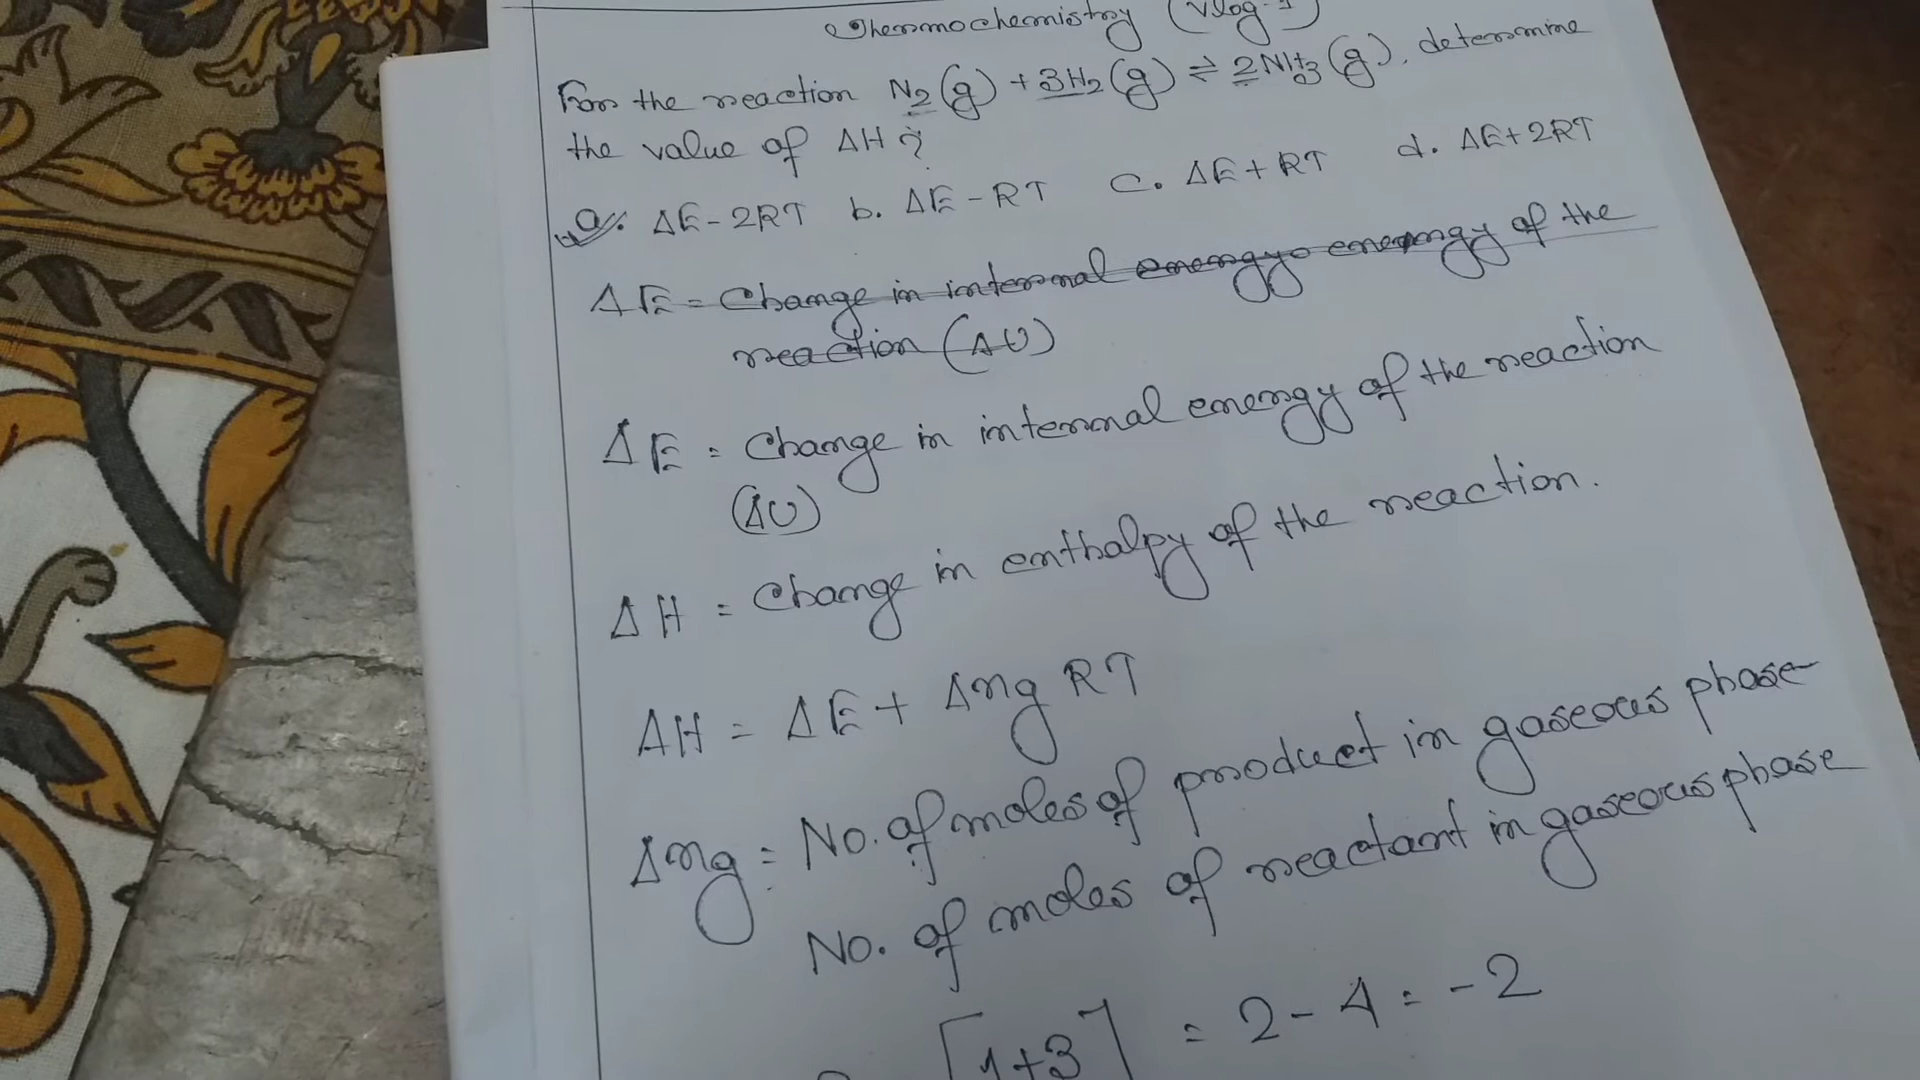 Thermochemistry (Vlog-1)
For the reaction N2(g) + 3H2(g) ⇌ 2NH3(g), determine
the value of ΔH?
a. ΔE-2RT b. ΔE-RT c. ΔE+RT d. ΔE+2RT
ΔE = Change in internal energyo energy of the
reaction (ΔU)
ΔE = Change in internal energy of the reaction
(ΔU)
ΔH = Change in enthalpy of the reaction.
ΔH = ΔE + Δng RT
Δng = No. of moles of product in gaseous phase-
No. of moles of reactant in gaseous phase
[1+3] = 2-4 = -2